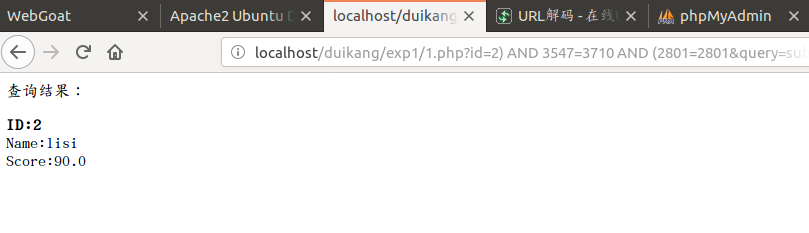 WebGoat
Apache2 Ubuntu
localhost/duikang
URL解码 - 在线
phpMyAdmin
localhost/duikang/exp1/1.php?id=2) AND 3547=3710 AND (2801=2801&query=sul
查询结果：
ID:2
Name:lisi
Score:90.0